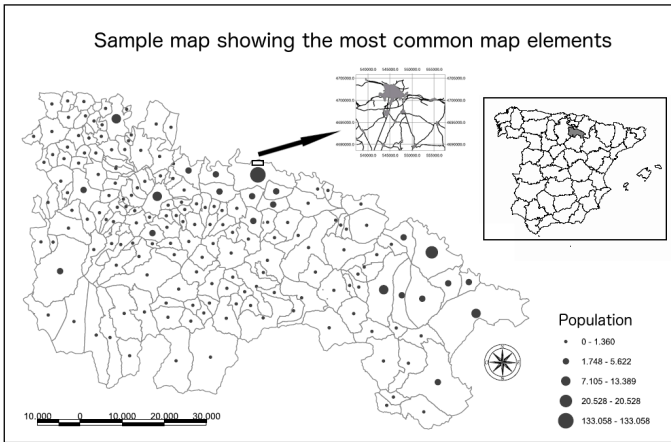 Sample map showing the most common map elements
Population
0 - 1.360
1.748 - 5.622
7.105 - 13.389
20.528 - 20.528
133.058 - 133.058
10.000 0 10.000 20.000 30.000